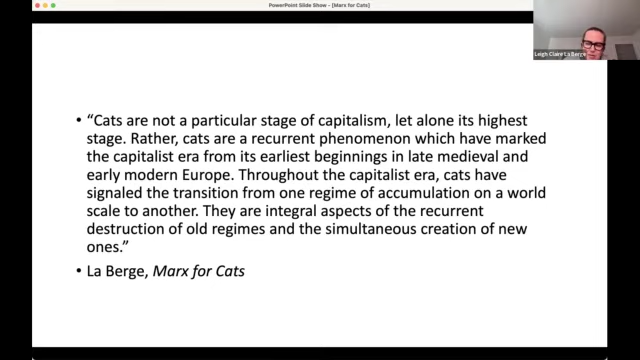 PowerPoint Slide Show - [Marx for Cats]
Leigh Claire La Berge
• “Cats are not a particular stage of capitalism, let alone its highest
stage. Rather, cats are a recurrent phenomenon which have marked
the capitalist era from its earliest beginnings in late medieval and
early modern Europe. Throughout the capitalist era, cats have
signaled the transition from one regime of accumulation on a world
scale to another. They are integral aspects of the recurrent
destruction of old regimes and the simultaneous creation of new
ones.”
• La Berge, Marx for Cats